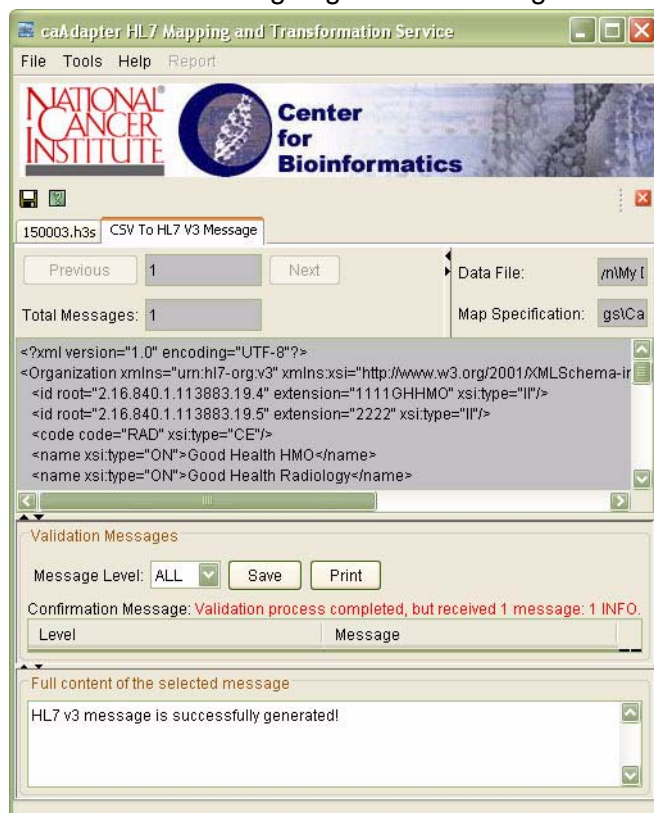 caAdapter HL7 Mapping and Transformation Service
File Tools Help Report
NATIONAL
CANCER
INSTITUTE
Center
for
Bioinformatics
150003.h3s CSV To HL7 V3 Message
Previous 1 Next Data File: /n\My
Total Messages: 1 Map Specification: gs\Ca
<?xml version="1.0" encoding="UTF-8"?>
<Organization xmlns="urn:hl7-org:v3" xmlns:xsi="http://www.w3.org/2001/XMLSchema-ir
<id root="2.16.840.1.113883.19.4" extension="1111GHHMO" xsi:type="II"/>
<id root="2.16.840.1.113883.19.5" extension="2222" xsi:type="II"/>
<code code="RAD" xsi:type="CE"/>
<name xsi:type="ON">Good Health HMO</name>
<name xsi:type="ON">Good Health Radiology</name>
Validation Messages
Message Level: ALL Save Print
Confirmation Message: Validation process completed, but received 1 message: 1 INFO.
Level Message
Full content of the selected message
HL7 v3 message is successfully generated!